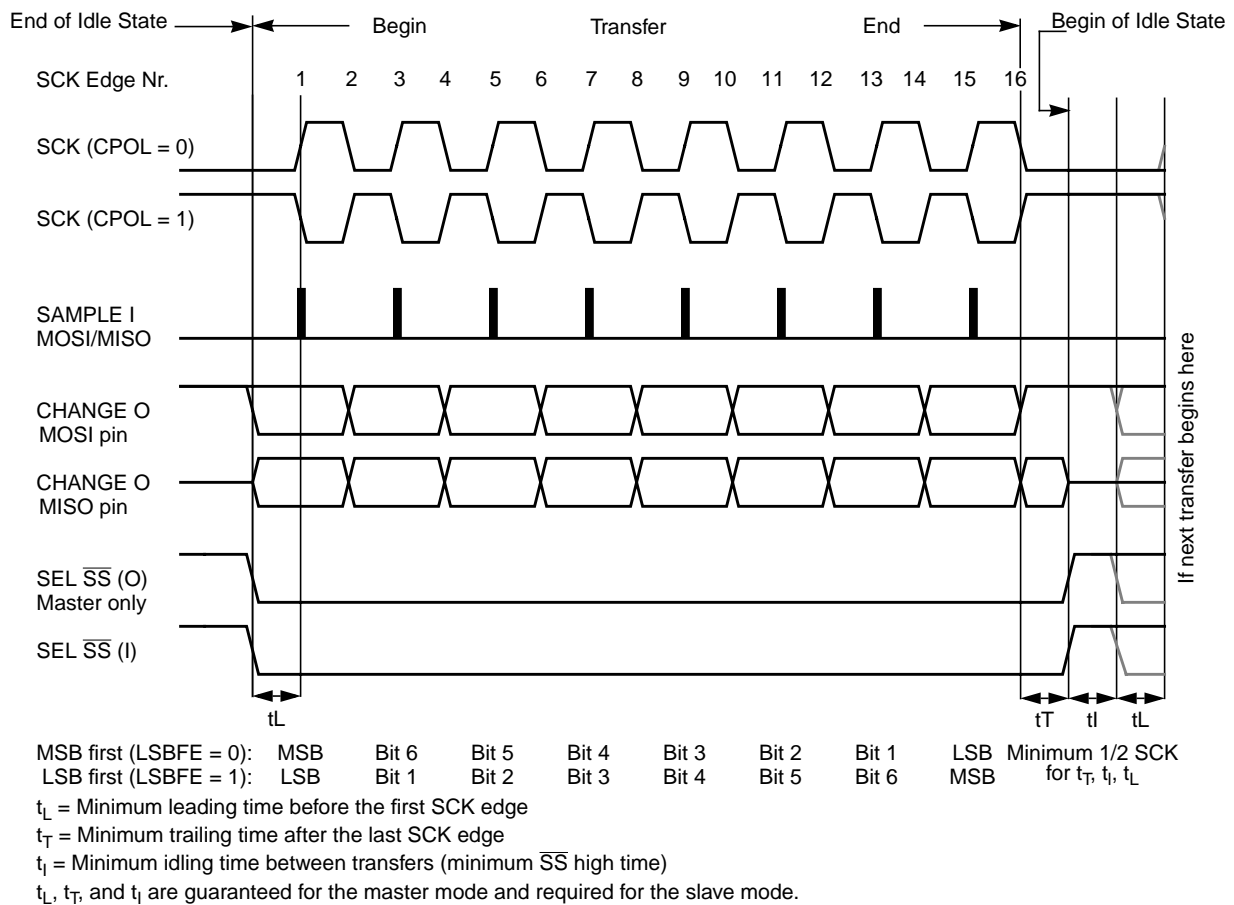 End of Idle State
Begin
Transfer
End
Begin of Idle State
SCK Edge Nr.
1 2 3 4 5 6 7 8 9 10 11 12 13 14 15 16
SCK (CPOL = 0)
SCK (CPOL = 1)
SAMPLE I
MOSI/MISO
CHANGE O
MOSI pin
CHANGE O
MISO pin
SEL S̅S̅ (O)
Master only
SEL S̅S̅ (I)
If next transfer begins here
tL
tT tI tL
MSB first (LSBFE = 0): MSB Bit 6 Bit 5 Bit 4 Bit 3 Bit 2 Bit 1 LSB Minimum 1/2 SCK
LSB first (LSBFE = 1): LSB Bit 1 Bit 2 Bit 3 Bit 4 Bit 5 Bit 6 MSB for tT, tI, tL
tL = Minimum leading time before the first SCK edge
tT = Minimum trailing time after the last SCK edge
tI = Minimum idling time between transfers (minimum S̅S̅ high time)
tL, tT, and tI are guaranteed for the master mode and required for the slave mode.